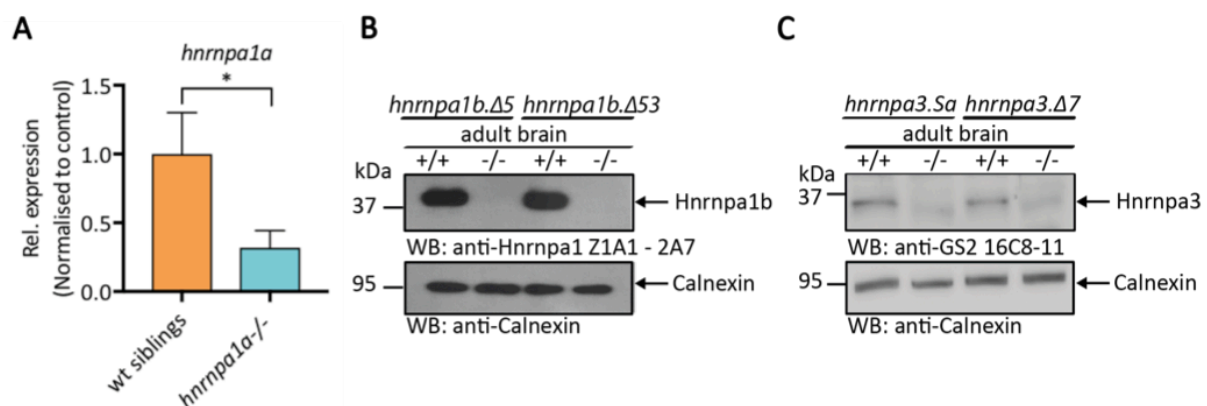 A
hnrnpa1a
*
Rel. expression
(Normalised to control)
1.5
1.0
0.5
0.0
wt siblings
hnrnpa1a-/-
B
hnrnpa1b.Δ5 hnrnpa1b.Δ53
adult brain
+/+ -/- +/+ -/-
kDa
37
Hnrnpa1b
WB: anti-Hnrnpa1 Z1A1 - 2A7
95
Calnexin
WB: anti-Calnexin
C
hnrnpa3.Sa hnrnpa3.Δ7
adult brain
+/+ -/- +/+ -/-
kDa
37
Hnrnpa3
WB: anti-GS2 16C8-11
95
Calnexin
WB: anti-Calnexin